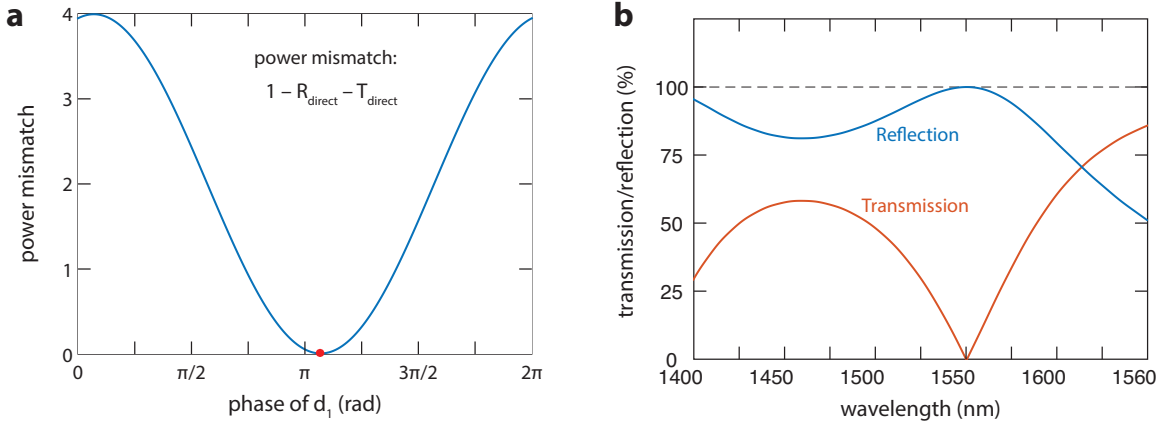 a
4
3
2
1
0
power mismatch
power mismatch:
1 – R_direct – T_direct
0
π/2
π
3π/2
2π
phase of d_1 (rad)
b
100
75
50
25
0
transmission/reflection (%)
Reflection
Transmission
1400
1450
1500
1550
1600
1560
wavelength (nm)